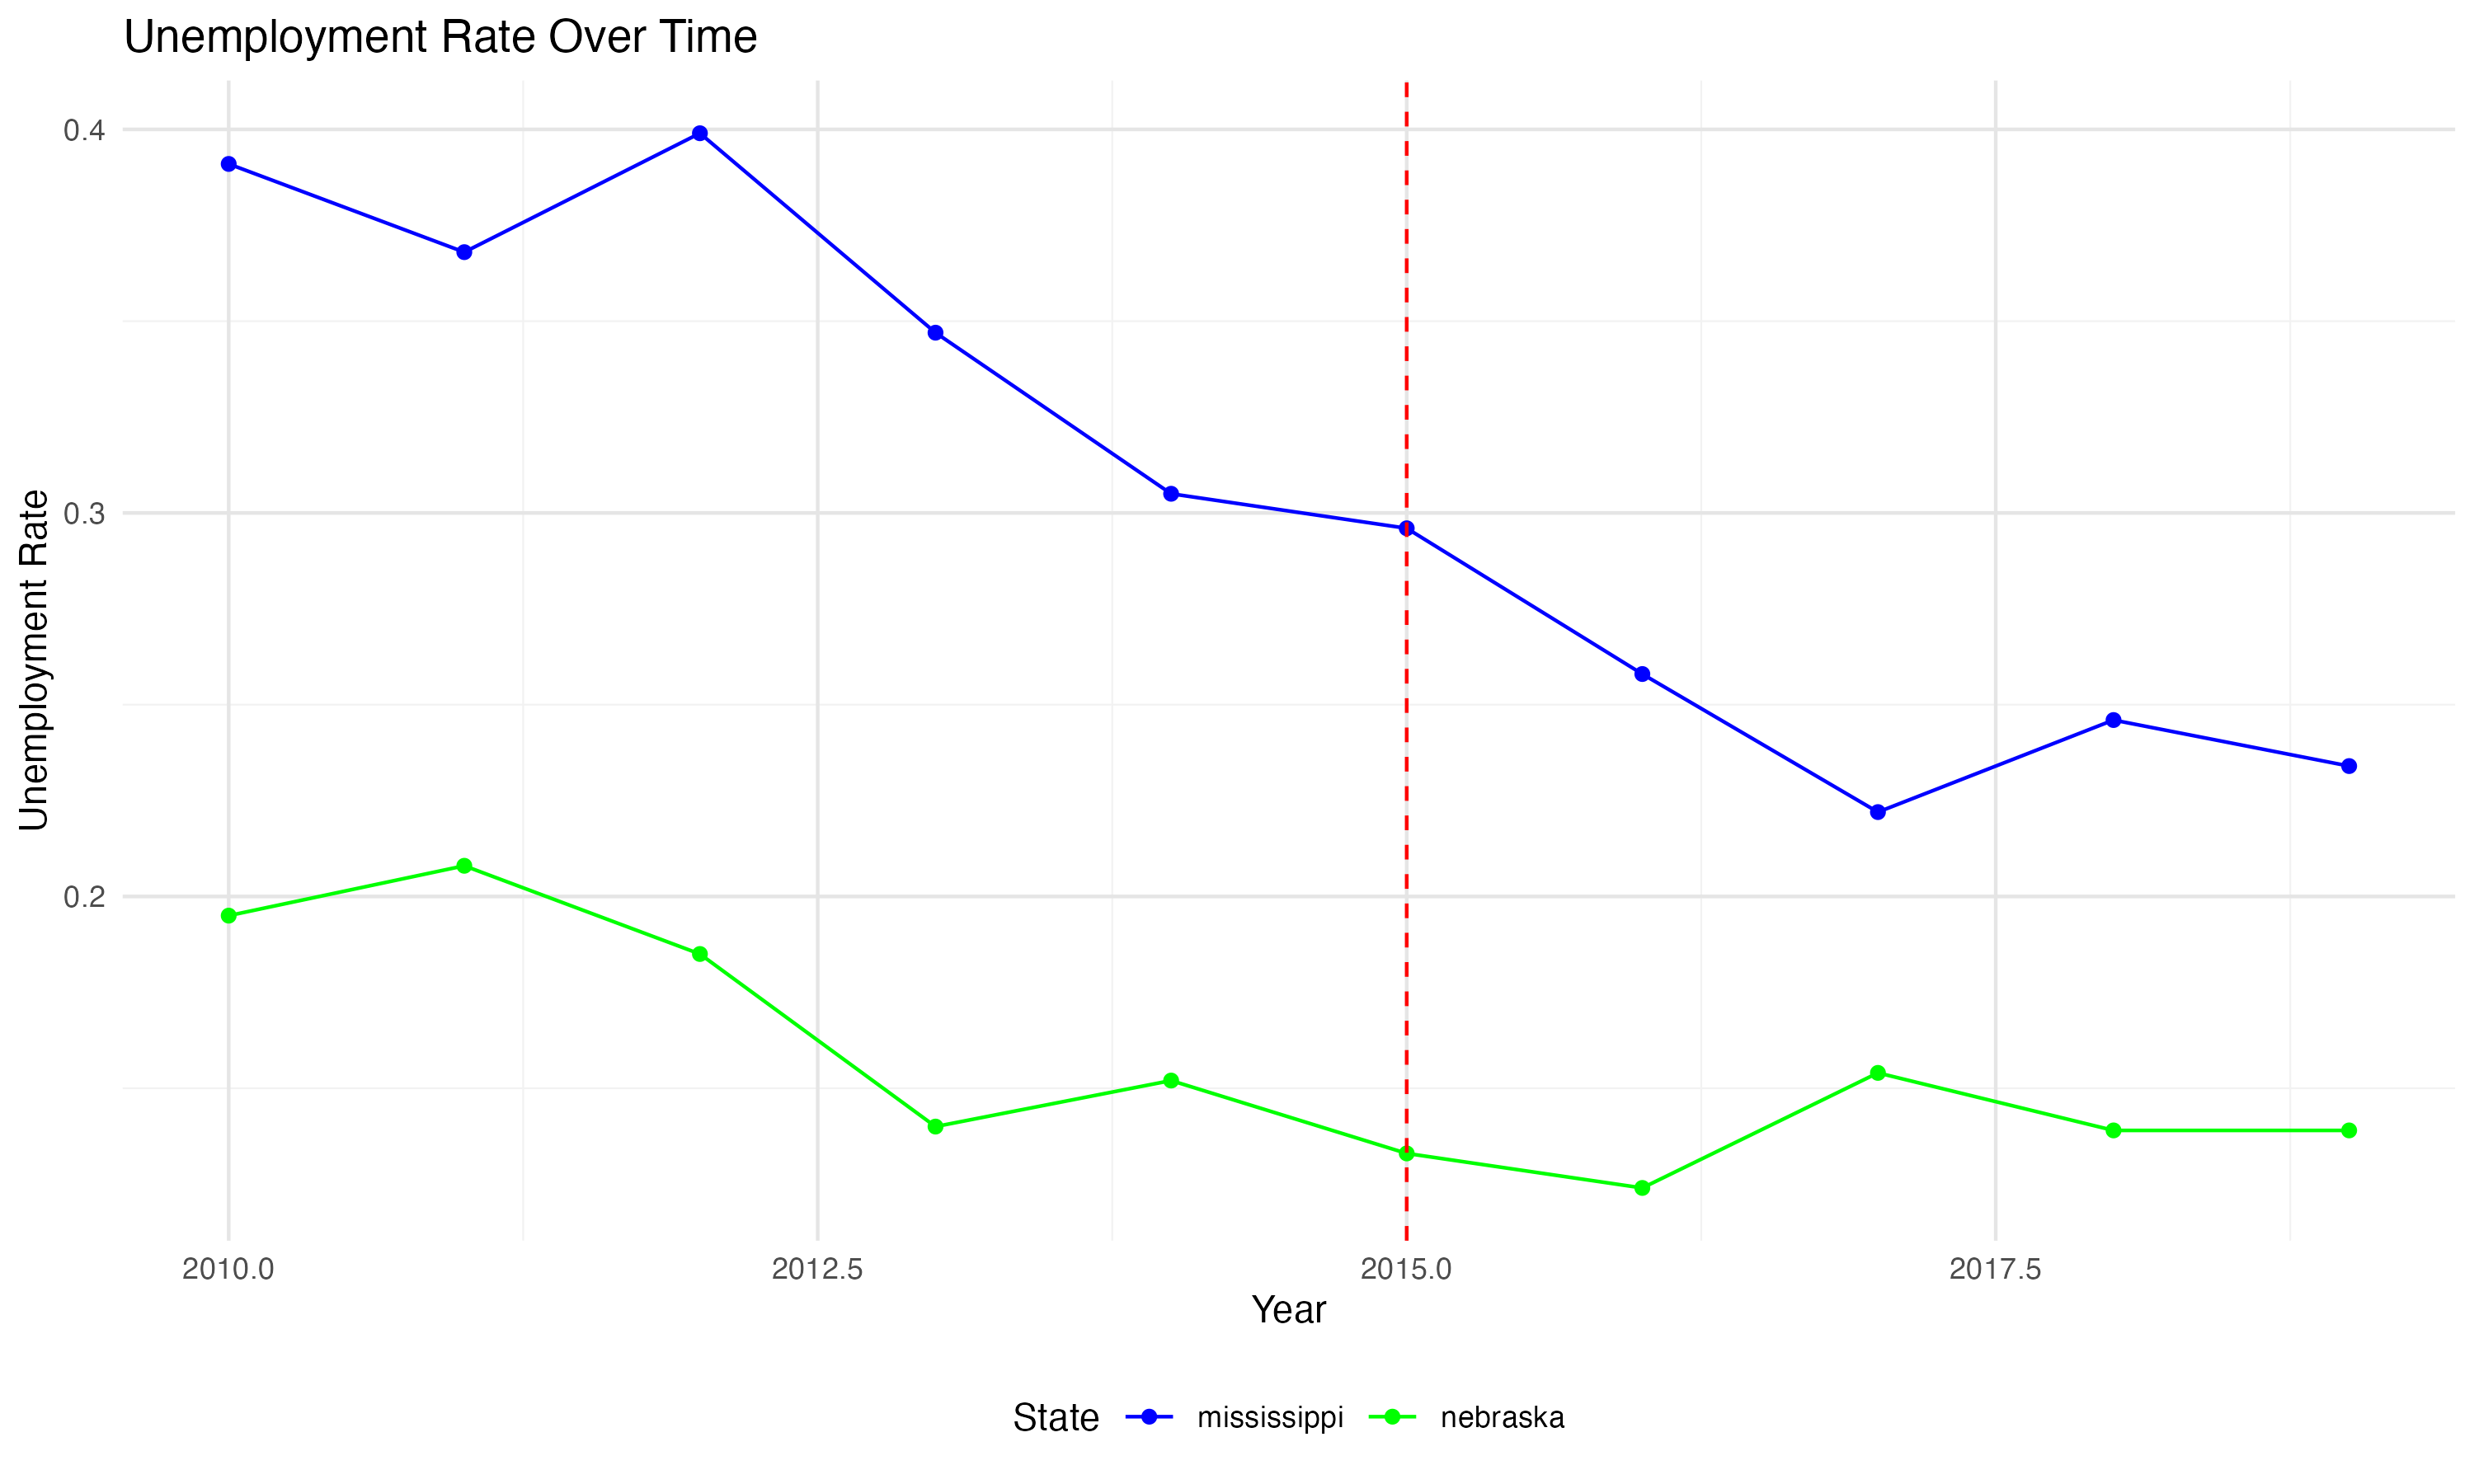 Unemployment Rate Over Time
Unemployment Rate
0.4
0.3
0.2
2010.0 2012.5 2015.0 2017.5
Year
State mississippi nebraska